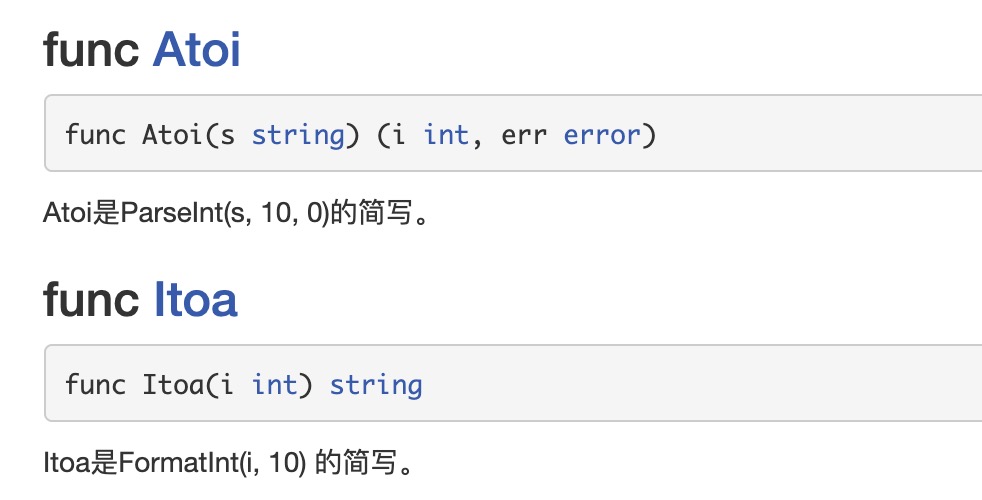 func Atoi
func Atoi(s string) (i int, err error)
Atoi是ParseInt(s, 10, 0)的简写。
func Itoa
func Itoa(i int) string
Itoa是FormatInt(i, 10) 的简写。